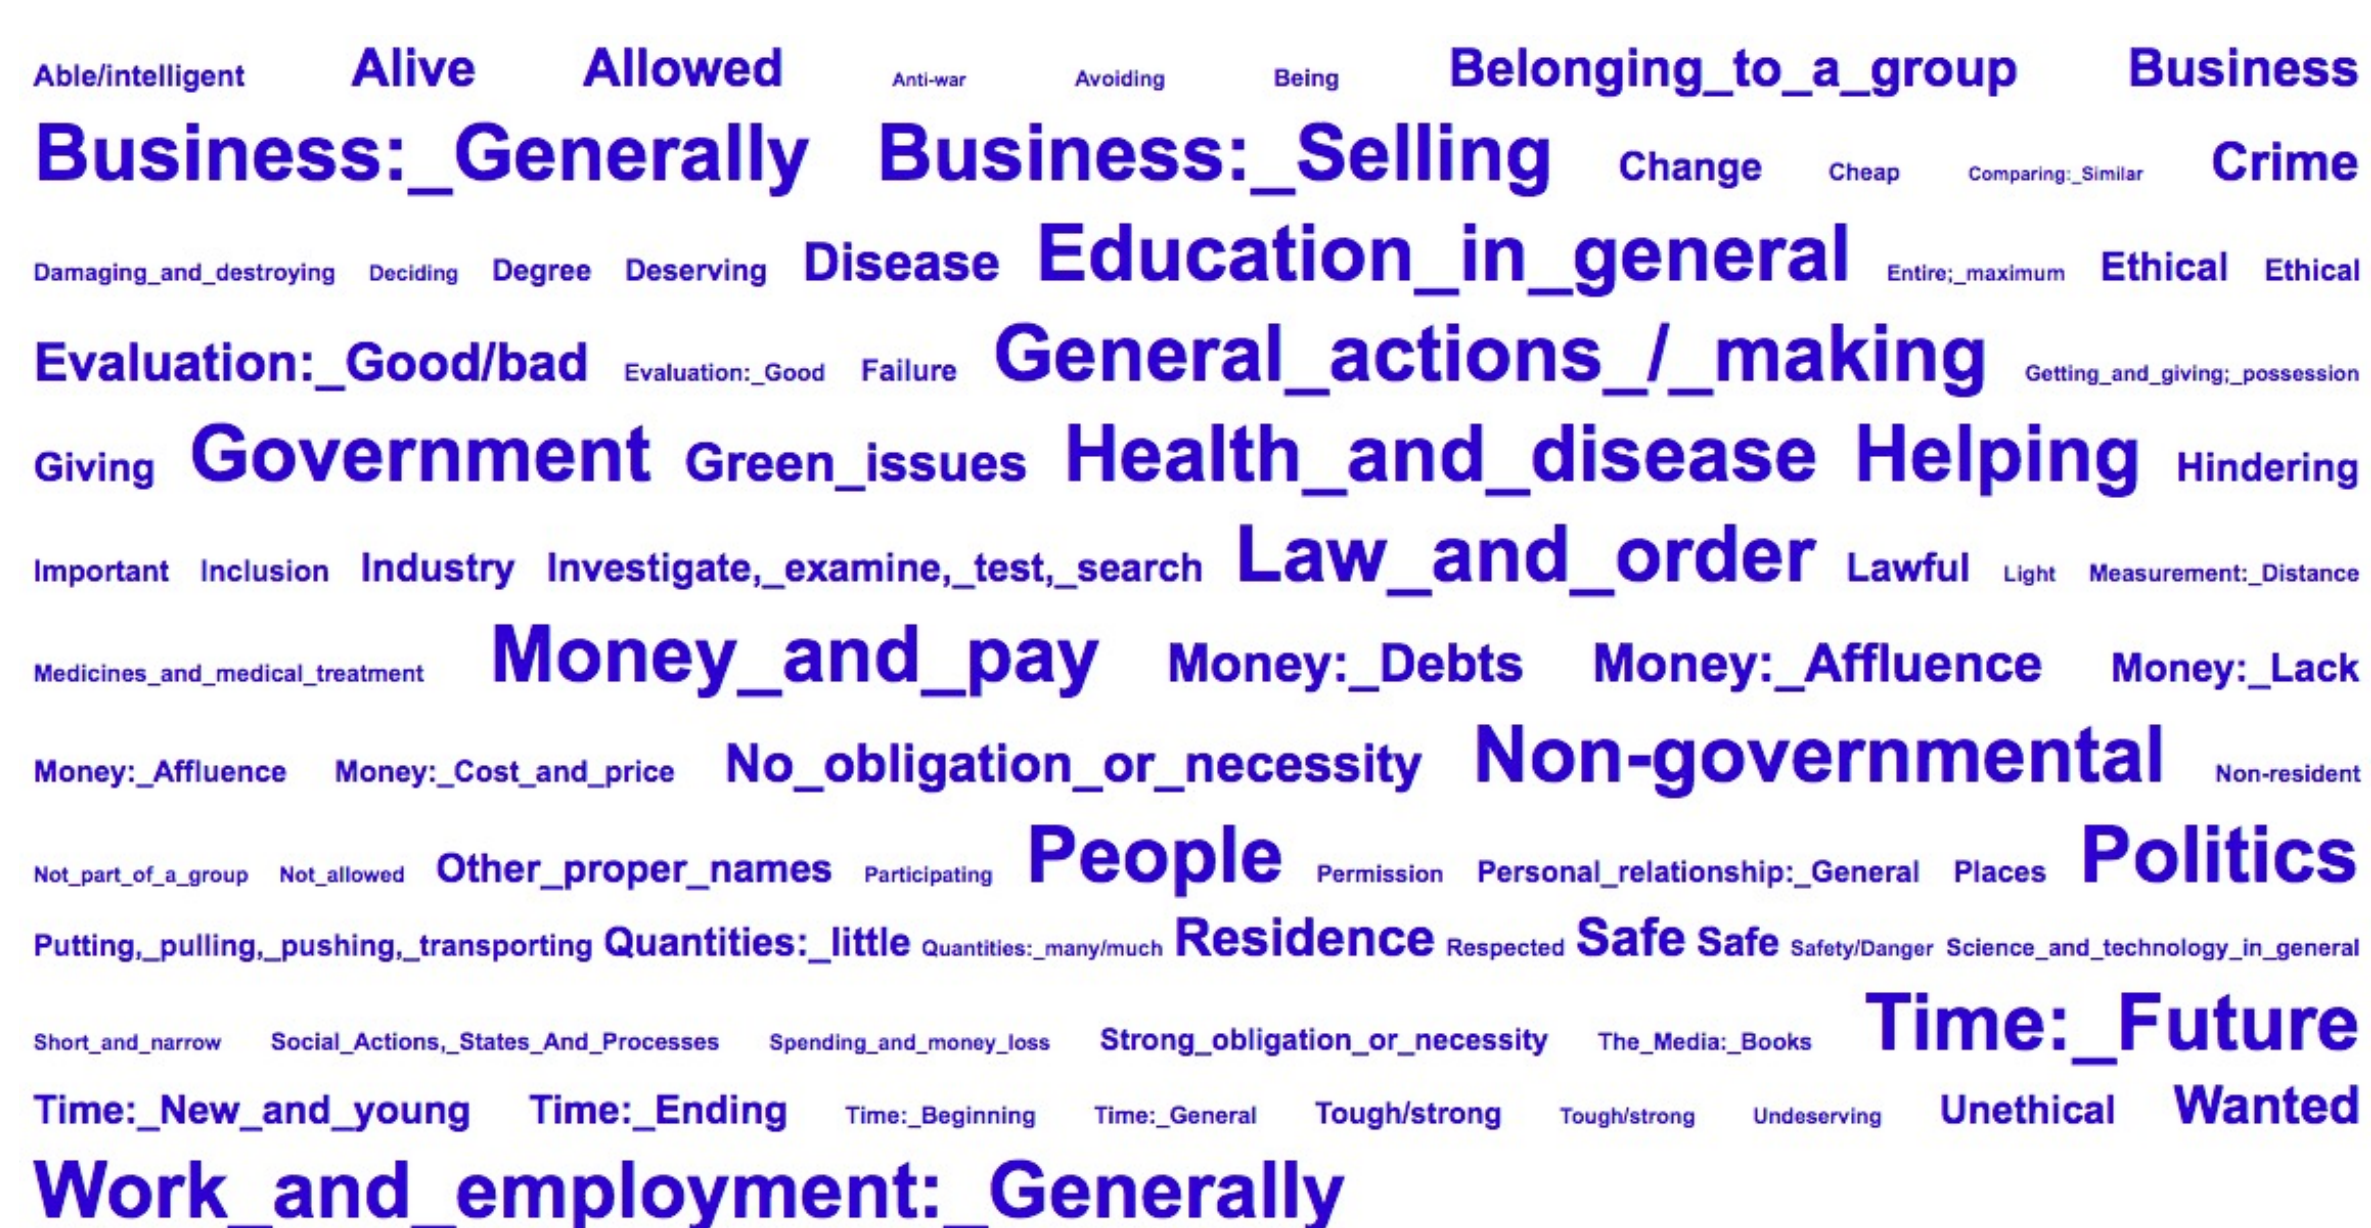 Able/intelligent Alive Allowed Anti-war Avoiding Being Belonging_to_a_group Business
Business:_Generally Business:_Selling Change Cheap Comparing:_Similar Crime
Damaging_and_destroying Deciding Degree Deserving Disease Education_in_general Entire;_maximum Ethical Ethical
Evaluation:_Good/bad Evaluation:_Good Failure General_actions_/_making Getting_and_giving;_possession
Giving Government Green_issues Health_and_disease Helping Hindering
Important Inclusion Industry Investigate,_examine,_test,_search Law_and_order Lawful Light Measurement:_Distance
Medicines_and_medical_treatment Money_and_pay Money:_Debts Money:_Affluence Money:_Lack
Money:_Affluence Money:_Cost_and_price No_obligation_or_necessity Non-governmental Non-resident
Not_part_of_a_group Not_allowed Other_proper_names Participating People Permission Personal_relationship:_General Places Politics
Putting,_pulling,_pushing,_transporting Quantities:_little Quantities:_many/much Residence Respected Safe Safe Safety/Danger Science_and_technology_in_general
Short_and_narrow Social_Actions,_States_And_Processes Spending_and_money_loss Strong_obligation_or_necessity The_Media:_Books Time:_Future
Time:_New_and_young Time:_Ending Time:_Beginning Time:_General Tough/strong Tough/strong Undeserving Unethical Wanted
Work_and_employment:_Generally